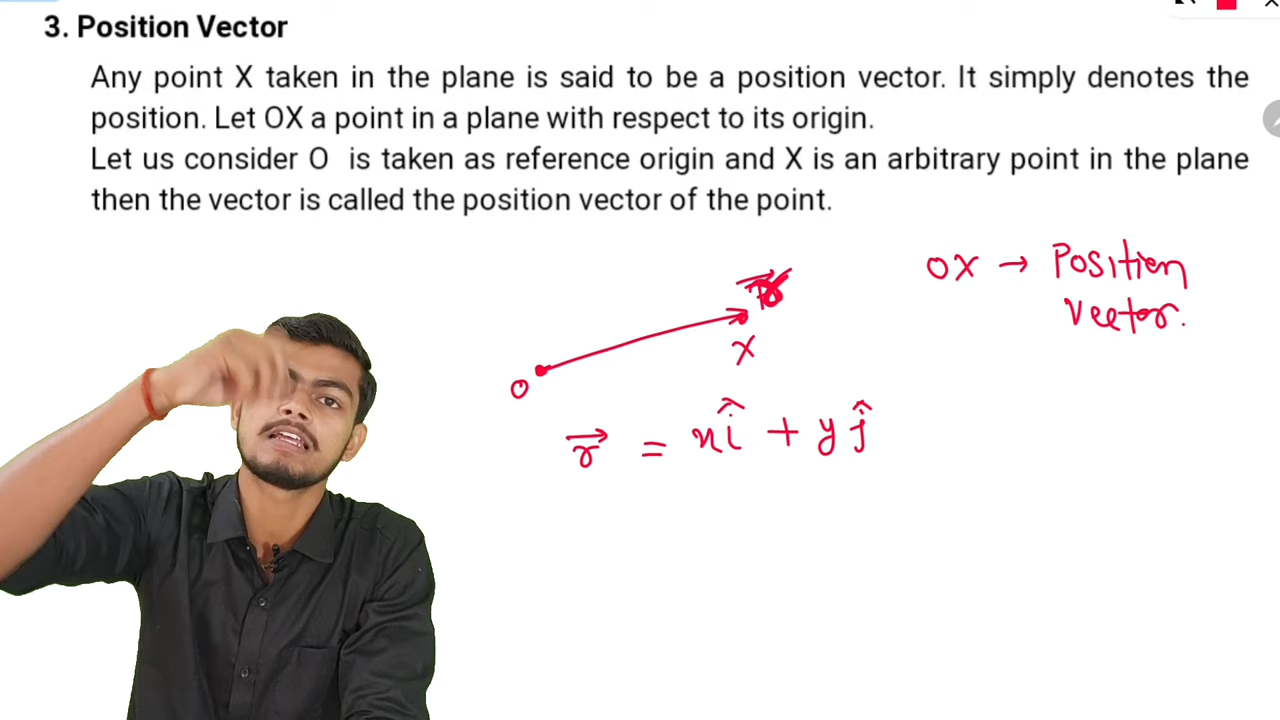 3. Position Vector
Any point X taken in the plane is said to be a position vector. It simply denotes the
position. Let OX a point in a plane with respect to its origin.
Let us consider O is taken as reference origin and X is an arbitrary point in the plane
then the vector is called the position vector of the point.
OX → Position
Vector.
X
O
r⃗ = xî + yĵ